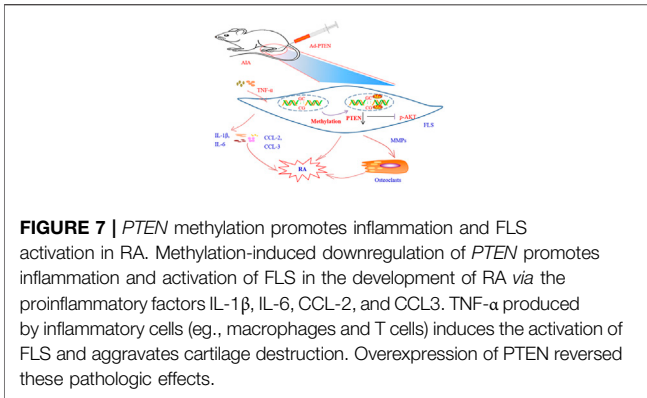 Ad-PTEN
AIA
TNF-α
GC
CG
GC
CG
Methylation
PTEN
p-AKT
FLS
IL-1β,
IL-6
CCL-2,
CCL-3
MMPs
RA
Osteoclasts
FIGURE 7 | PTEN methylation promotes inflammation and FLS
activation in RA. Methylation-induced downregulation of PTEN promotes
inflammation and activation of FLS in the development of RA via the
proinflammatory factors IL-1β, IL-6, CCL-2, and CCL3. TNF-α produced
by inflammatory cells (eg., macrophages and T cells) induces the activation of
FLS and aggravates cartilage destruction. Overexpression of PTEN reversed
these pathologic effects.